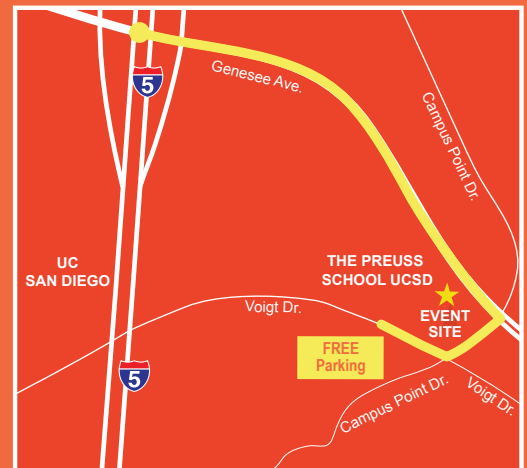 Genesee Ave.
5
Campus Point Dr.
UC
SAN DIEGO
THE PREUSS
SCHOOL UCSD
EVENT
SITE
Voigt Dr.
FREE
Parking
5
Campus Point Dr.
Voigt Dr.